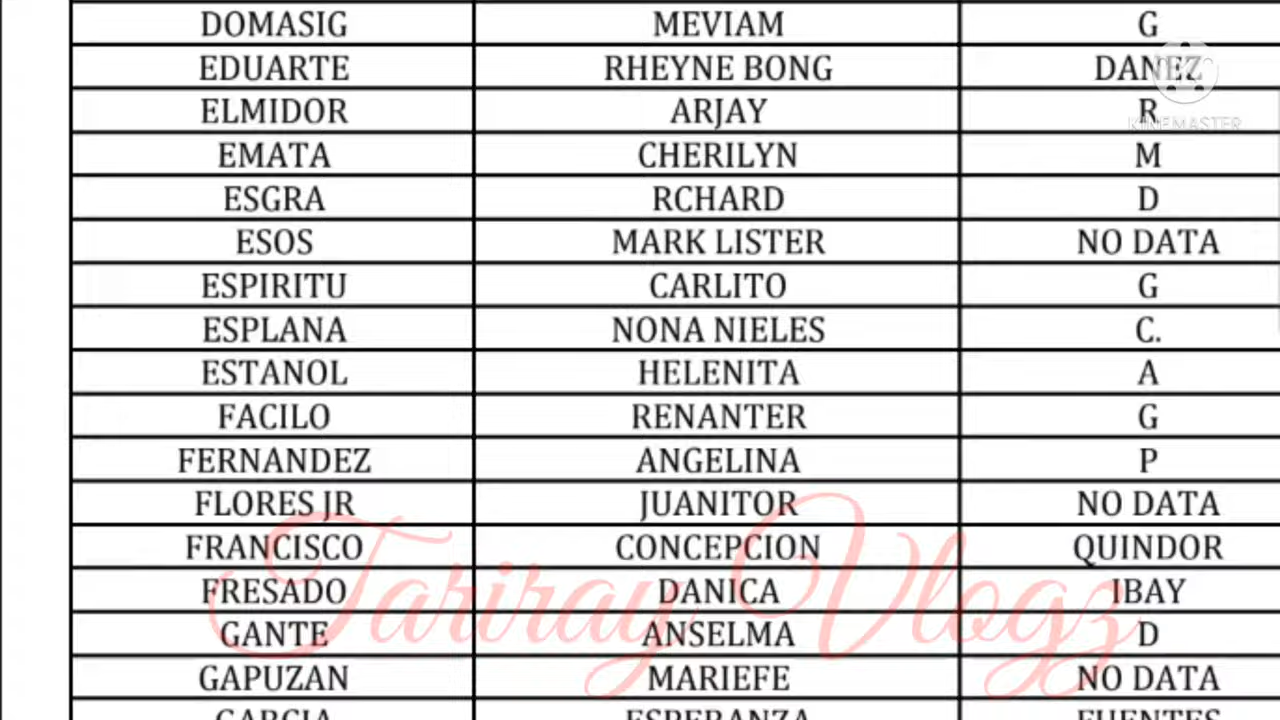 DOMASIG MEVIAM G
EDUARTE RHEYNE BONG DANEZ
ELMIDOR ARJAY R
KINEMASTER
EMATA CHERILYN M
ESGRA RCHARD D
ESOS MARK LISTER NO DATA
ESPIRITU CARLITO G
ESPLANA NONA NIELES C.
ESTANOL HELENITA A
FACILO RENANTER G
FERNANDEZ ANGELINA P
FLORES JR JUANITOR NO DATA
FRANCISCO CONCEPCION QUINDOR
FRESADO DANICA IBAY
Tariray Vlogz
GANTE ANSELMA D
GAPUZAN MARIEFE NO DATA
GARCIA ESPERANZA FUENTES